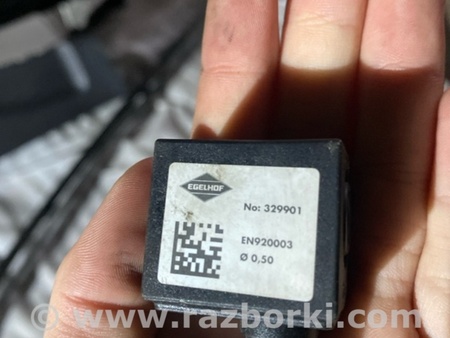 EGELHOF
No: 329901
EN920003
Ø 0,50
© www.razborki.com/